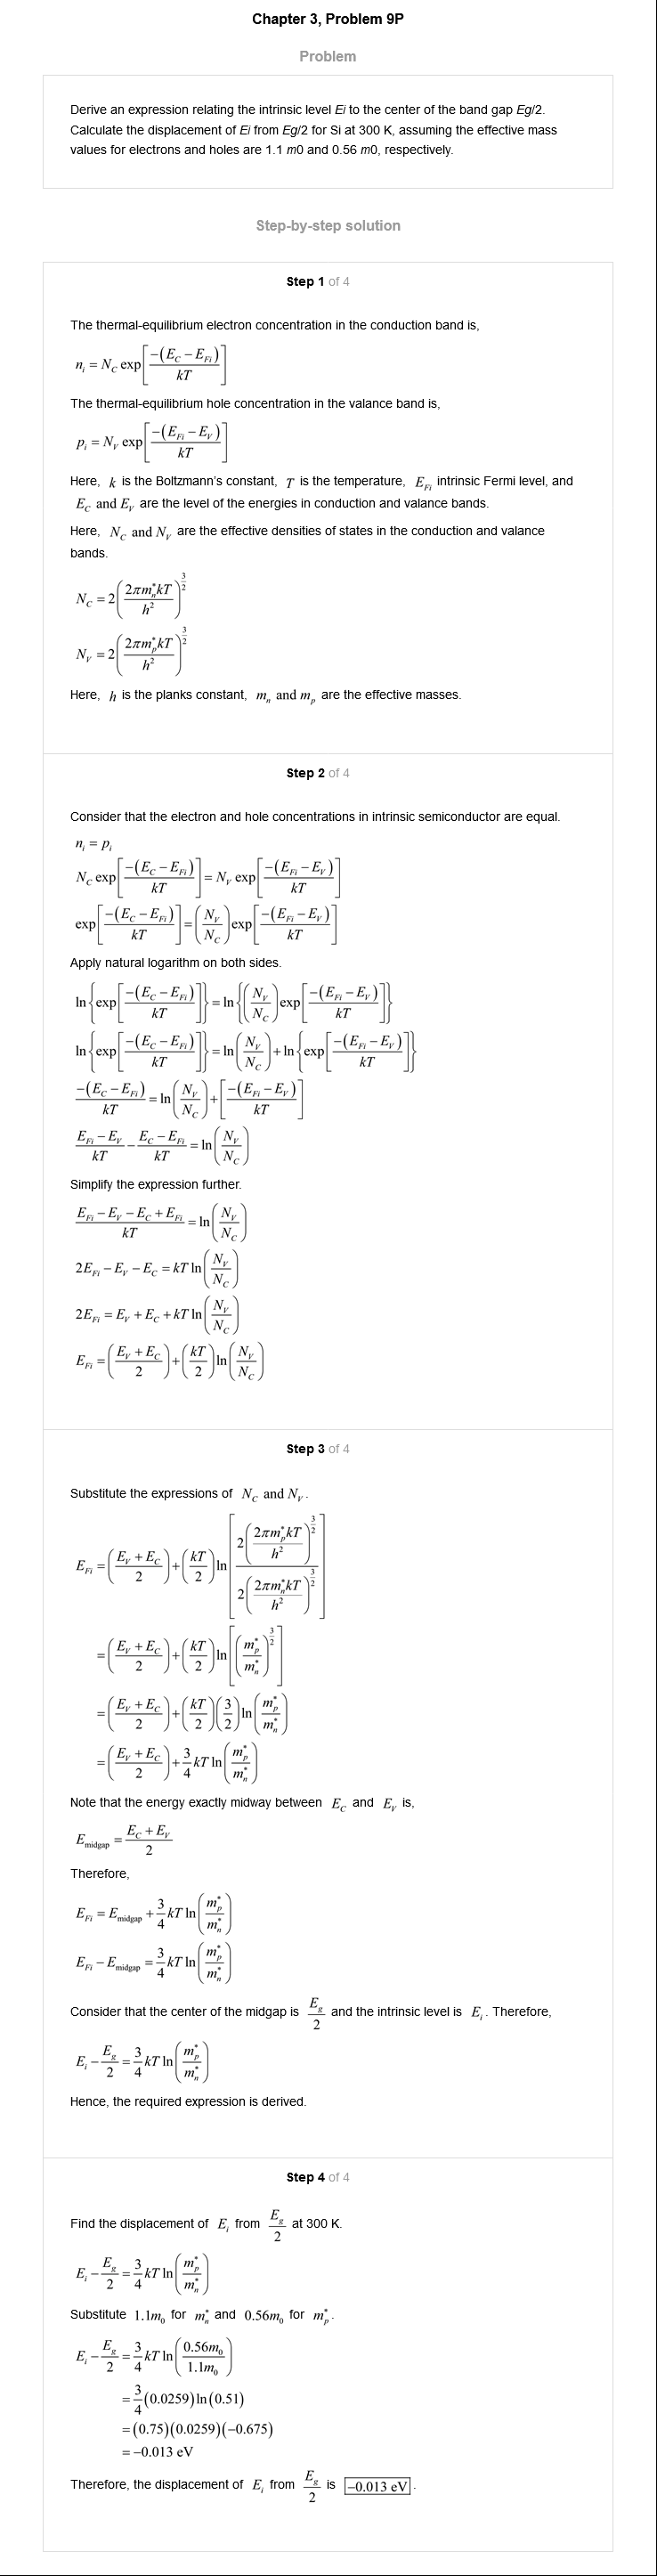 Chapter 3, Problem 9P
Problem
Derive an expression relating the intrinsic level Ei to the center of the band gap Eg/2.
Calculate the displacement of Ei from Eg/2 for Si at 300 K, assuming the effective mass
values for electrons and holes are 1.1 m0 and 0.56 m0, respectively.
Step-by-step solution
Step 1 of 4
The thermal-equilibrium electron concentration in the conduction band is,
$n_i = N_C \exp\left[\frac{-(E_C - E_{Fi})}{kT}\right]$
The thermal-equilibrium hole concentration in the valance band is,
$p_i = N_V \exp\left[\frac{-(E_{Fi} - E_V)}{kT}\right]$
Here, $k$ is the Boltzmann's constant, $T$ is the temperature, $E_{Fi}$ intrinsic Fermi level, and
$E_C$ and $E_V$ are the level of the energies in conduction and valance bands.
Here, $N_C$ and $N_V$ are the effective densities of states in the conduction and valance
bands.
$N_C = 2\left(\frac{2\pi m_n^* kT}{h^2}\right)^{\frac{3}{2}}$
$N_V = 2\left(\frac{2\pi m_p^* kT}{h^2}\right)^{\frac{3}{2}}$
Here, $h$ is the planks constant, $m_n$ and $m_p$ are the effective masses.
Step 2 of 4
Consider that the electron and hole concentrations in intrinsic semiconductor are equal.
$n_i = p_i$
$N_C \exp\left[\frac{-(E_C - E_{Fi})}{kT}\right] = N_V \exp\left[\frac{-(E_{Fi} - E_V)}{kT}\right]$
$\exp\left[\frac{-(E_C - E_{Fi})}{kT}\right] = \left(\frac{N_V}{N_C}\right) \exp\left[\frac{-(E_{Fi} - E_V)}{kT}\right]$
Apply natural logarithm on both sides.
$\ln\left\{\exp\left[\frac{-(E_C - E_{Fi})}{kT}\right]\right\} = \ln\left\{\left(\frac{N_V}{N_C}\right) \exp\left[\frac{-(E_{Fi} - E_V)}{kT}\right]\right\}$
$\ln\left\{\exp\left[\frac{-(E_C - E_{Fi})}{kT}\right]\right\} = \ln\left(\frac{N_V}{N_C}\right) + \ln\left\{\exp\left[\frac{-(E_{Fi} - E_V)}{kT}\right]\right\}$
$\frac{-(E_C - E_{Fi})}{kT} = \ln\left(\frac{N_V}{N_C}\right) + \left[\frac{-(E_{Fi} - E_V)}{kT}\right]$
$\frac{E_{Fi} - E_V}{kT} - \frac{E_C - E_{Fi}}{kT} = \ln\left(\frac{N_V}{N_C}\right)$
Simplify the expression further.
$\frac{E_{Fi} - E_V - E_C + E_{Fi}}{kT} = \ln\left(\frac{N_V}{N_C}\right)$
$2E_{Fi} - E_V - E_C = kT \ln\left(\frac{N_V}{N_C}\right)$
$2E_{Fi} = E_V + E_C + kT \ln\left(\frac{N_V}{N_C}\right)$
$E_{Fi} = \left(\frac{E_V + E_C}{2}\right) + \left(\frac{kT}{2}\right) \ln\left(\frac{N_V}{N_C}\right)$
Step 3 of 4
Substitute the expressions of $N_C$ and $N_V$.
$E_{Fi} = \left(\frac{E_V + E_C}{2}\right) + \left(\frac{kT}{2}\right) \ln\left[\frac{2\left(\frac{2\pi m_p^* kT}{h^2}\right)^{\frac{3}{2}}}{2\left(\frac{2\pi m_n^* kT}{h^2}\right)^{\frac{3}{2}}}\right]$
$= \left(\frac{E_V + E_C}{2}\right) + \left(\frac{kT}{2}\right) \ln\left[\left(\frac{m_p^*}{m_n^*}\right)^{\frac{3}{2}}\right]$
$= \left(\frac{E_V + E_C}{2}\right) + \left(\frac{kT}{2}\right)\left(\frac{3}{2}\right) \ln\left(\frac{m_p^*}{m_n^*}\right)$
$= \left(\frac{E_V + E_C}{2}\right) + \frac{3}{4} kT \ln\left(\frac{m_p^*}{m_n^*}\right)$
Note that the energy exactly midway between $E_C$ and $E_V$ is,
$E_{\text{midgap}} = \frac{E_C + E_V}{2}$
Therefore,
$E_{Fi} = E_{\text{midgap}} + \frac{3}{4} kT \ln\left(\frac{m_p^*}{m_n^*}\right)$
$E_{Fi} - E_{\text{midgap}} = \frac{3}{4} kT \ln\left(\frac{m_p^*}{m_n^*}\right)$
Consider that the center of the midgap is $\frac{E_g}{2}$ and the intrinsic level is $E_i$. Therefore,
$E_i - \frac{E_g}{2} = \frac{3}{4} kT \ln\left(\frac{m_p^*}{m_n^*}\right)$
Hence, the required expression is derived.
Step 4 of 4
Find the displacement of $E_i$ from $\frac{E_g}{2}$ at 300 K.
$E_i - \frac{E_g}{2} = \frac{3}{4} kT \ln\left(\frac{m_p^*}{m_n^*}\right)$
Substitute $1.1m_0$ for $m_n^*$ and $0.56m_0$ for $m_p^*$.
$E_i - \frac{E_g}{2} = \frac{3}{4} kT \ln\left(\frac{0.56m_0}{1.1m_0}\right)$
$= \frac{3}{4}(0.0259)\ln(0.51)$
$= (0.75)(0.0259)(-0.675)$
$= -0.013 \text{ eV}$
Therefore, the displacement of $E_i$ from $\frac{E_g}{2}$ is $\boxed{-0.013 \text{ eV}}$.